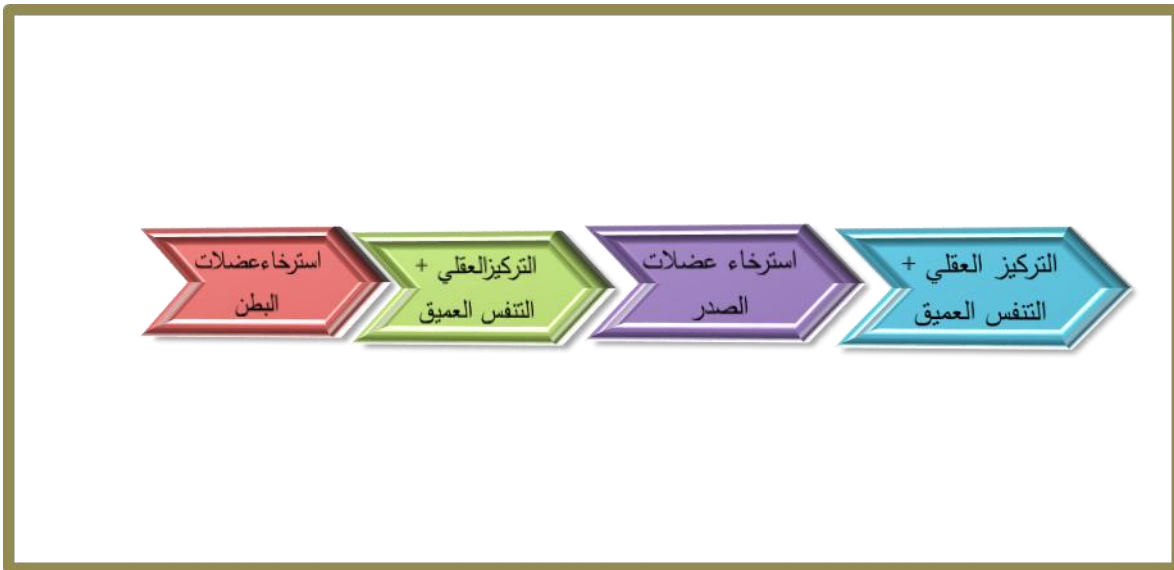 استرخاءعضلات
البطن
التركيزالعقلي +
التنفس العميق
استرخاء عضلات
الصدر
التركيز العقلي +
التنفس العميق